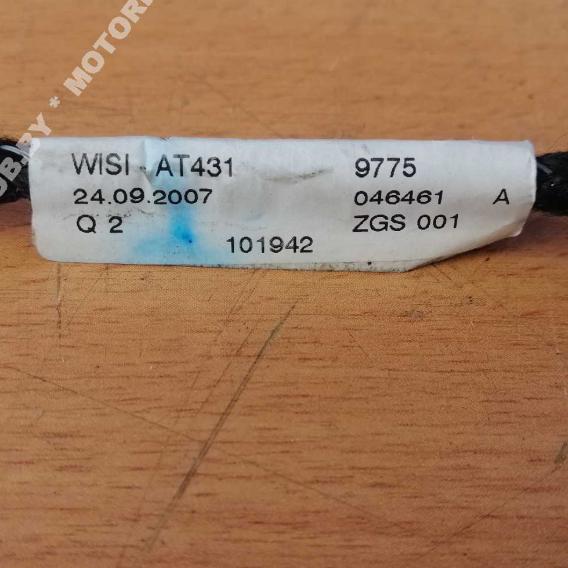 WISI AT431 9775
24.09.2007 046461 A
Q 2 ZGS 001
101942